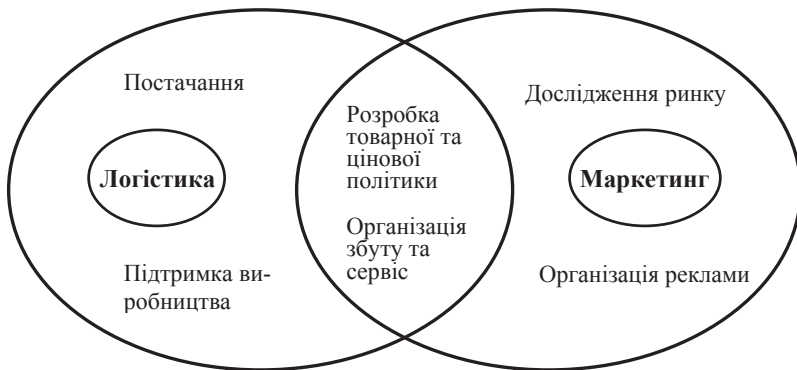 Постачання
Логістика
Підтримка ви-
робництва
Розробка
товарної та
цінової
політики
Організація
збуту та
сервіс
Дослідження ринку
Маркетинг
Організація реклами